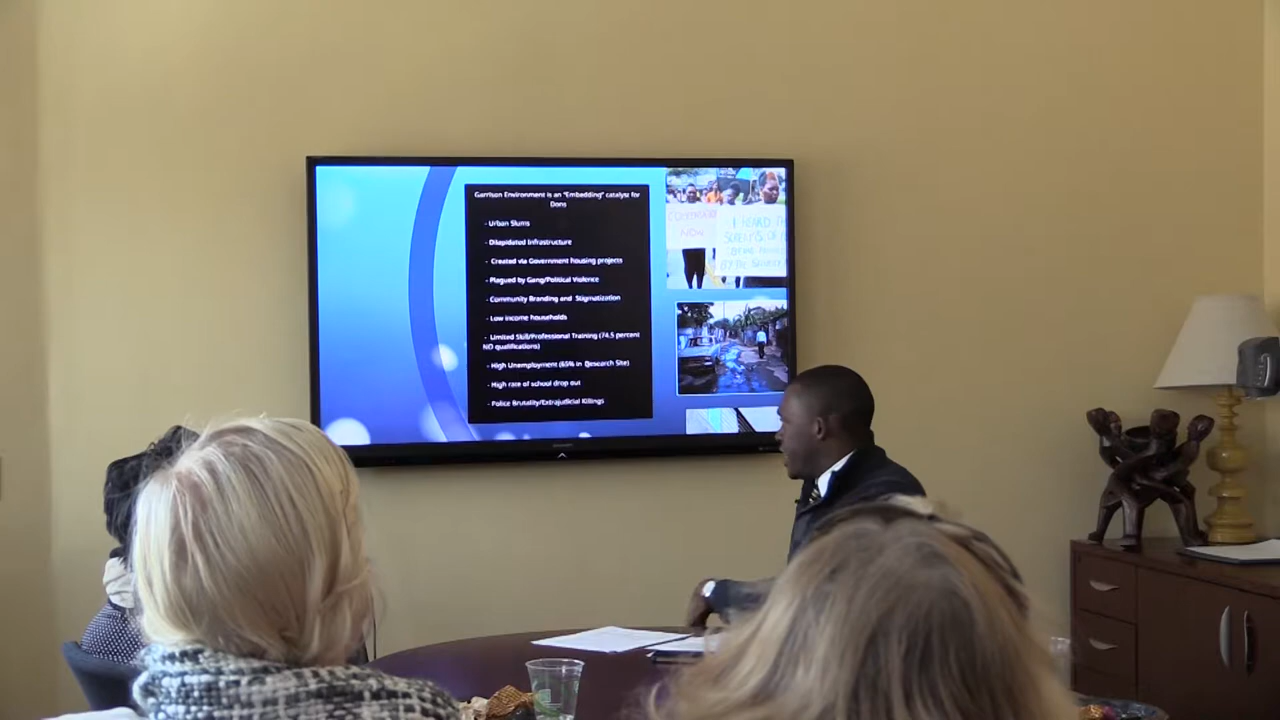 Garrison Environment is an "Embedding" catalyst for
Dons
- Urban Slums
- Dilapidated Infrastructure
- Created via Government housing projects
- Plagued by Gang/Political Violence
- Community Branding and Stigmatization
- Low income households
- Limited Skill/Professional Training (74.5 percent
NO qualifications)
- High Unemployment (65% in Research Site)
- High rate of school drop out
- Police Brutality/Extrajudicial Killings
NOW
I HEARD
BY THE
SHARP